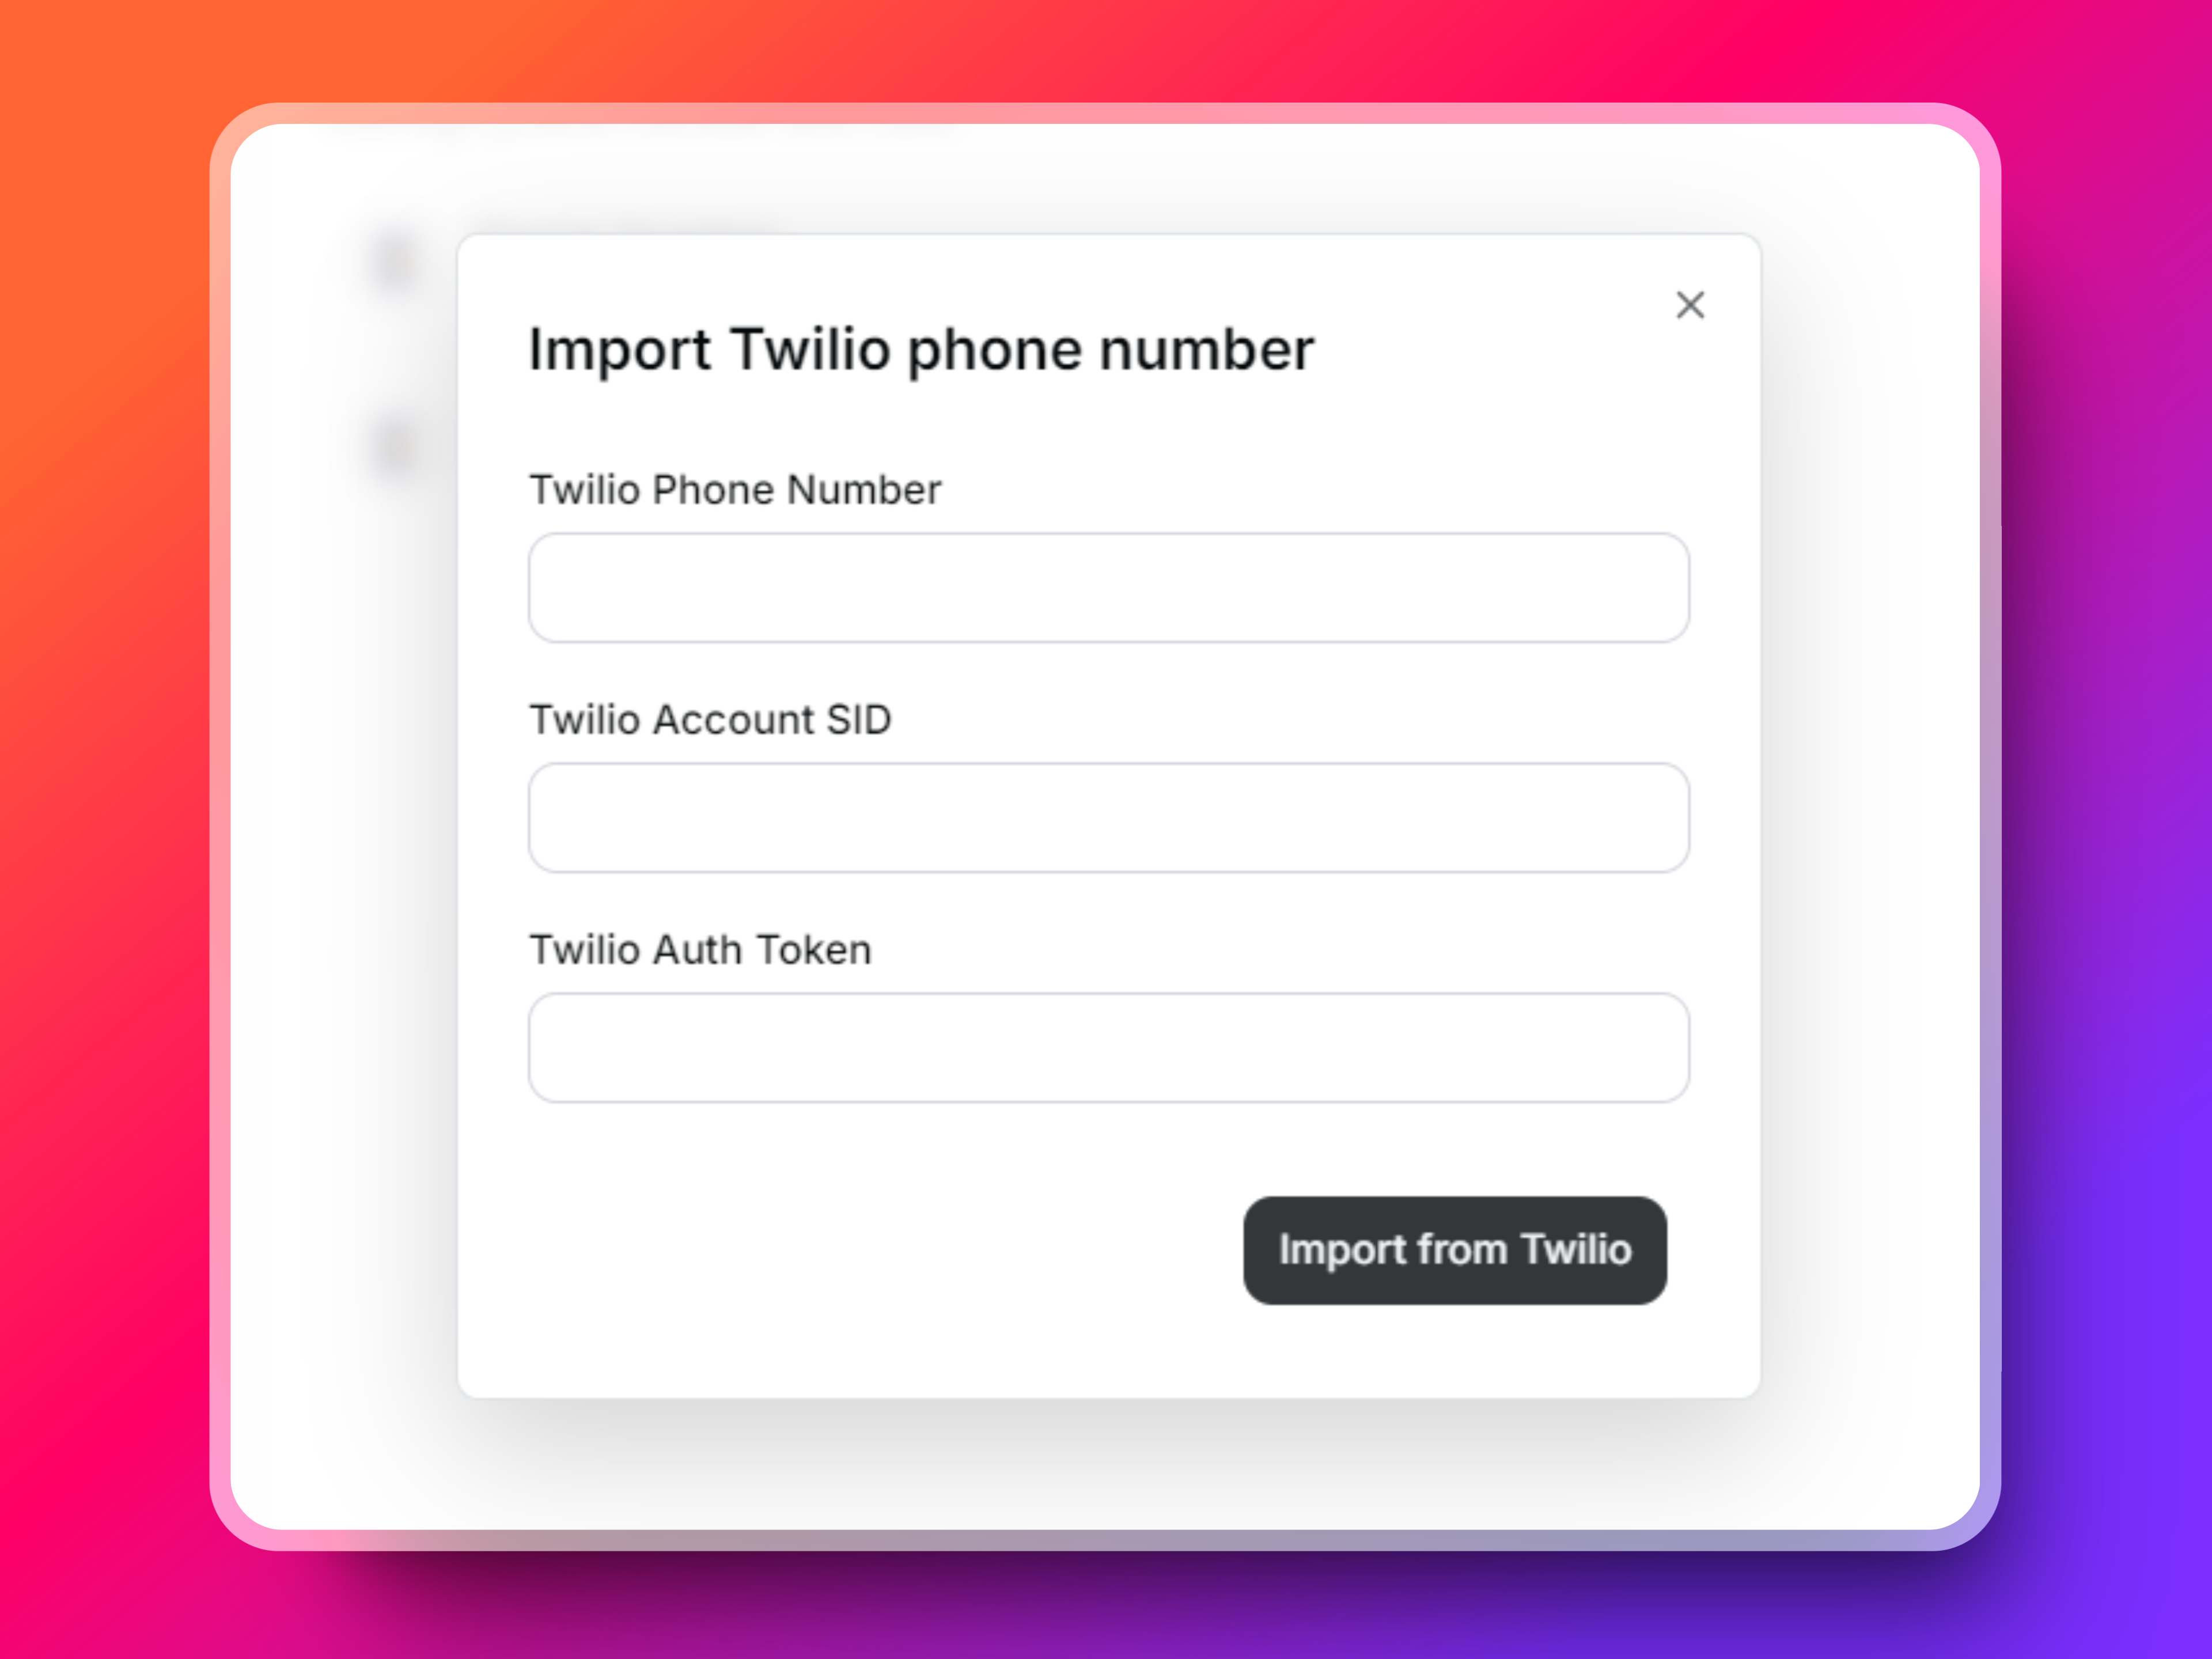 Import Twilio phone number
Twilio Phone Number
Twilio Account SID
Twilio Auth Token
Import from Twilio